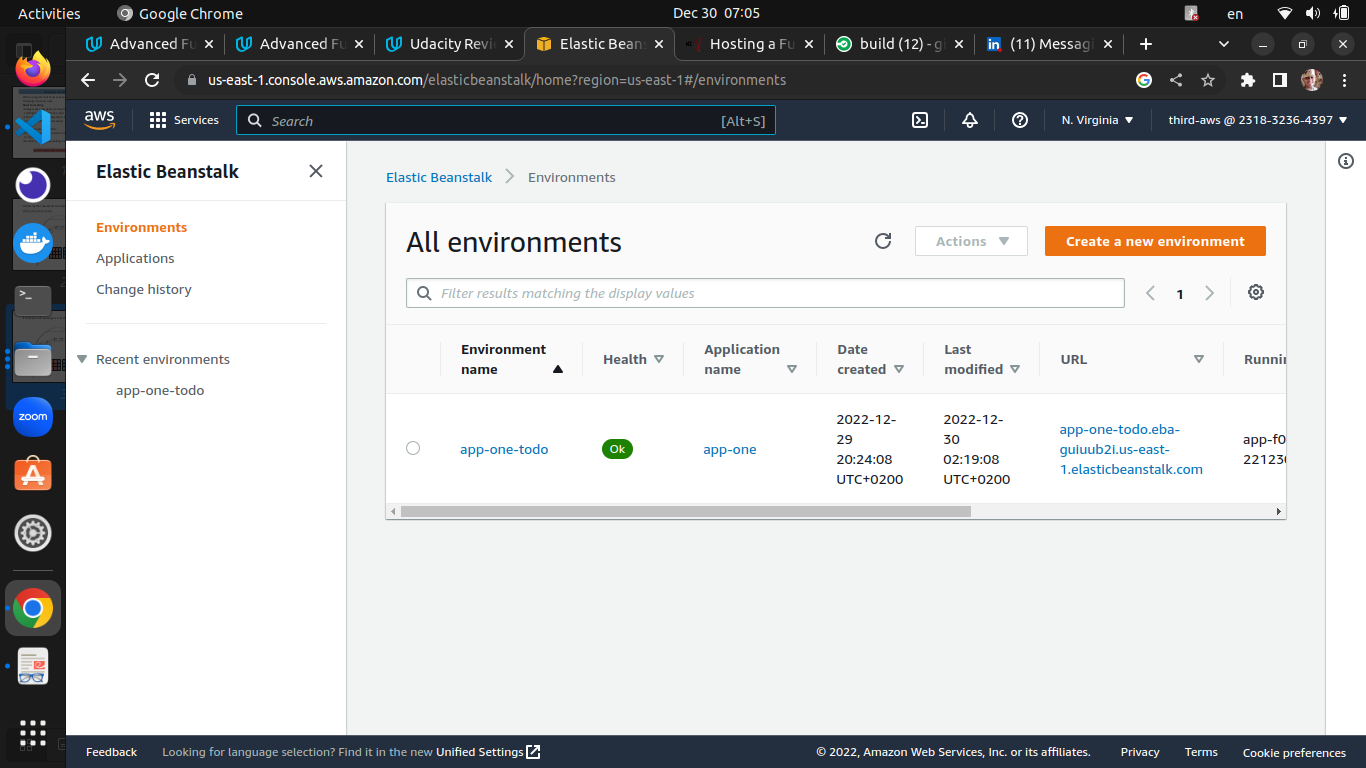 Activities
Google Chrome
Dec 30 07:05
en
Advanced Fu
Advanced Fu
Udacity Revi
Elastic Bean
Hosting a Fu
build (12) - gi
(11) Messagi
us-east-1.console.aws.amazon.com/elasticbeanstalk/home?region=us-east-1#/environments
aws
Services
Search
[Alt+S]
N. Virginia
third-aws @ 2318-3236-4397
Elastic Beanstalk
Environments
Applications
Change history
Recent environments
app-one-todo
Elastic Beanstalk
Environments
All environments
Actions
Create a new environment
Filter results matching the display values
1
Environment name
Health
Application name
Date created
Last modified
URL
Runnin
app-one-todo
Ok
app-one
2022-12-
29
20:24:08
UTC+0200
2022-12-
30
02:19:08
UTC+0200
app-one-todo.eba-
guiuub2i.us-east-
1.elasticbeanstalk.com
app-f0
221230
zoom
Feedback
Looking for language selection? Find it in the new Unified Settings
© 2022, Amazon Web Services, Inc. or its affiliates.
Privacy
Terms
Cookie preferences